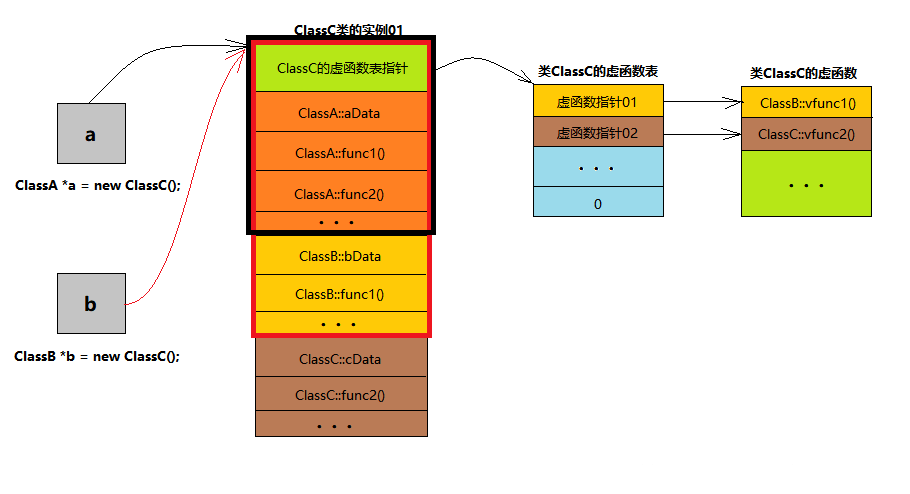 ClassC类的实例01
ClassC的虚函数表指针
ClassA::aData
ClassA::func1()
ClassA::func2()
• • •
ClassB::bData
ClassB::func1()
• • •
ClassC::cData
ClassC::func2()
• • •
a
ClassA *a = new ClassC();
b
ClassB *b = new ClassC();
类ClassC的虚函数表
虚函数指针01
虚函数指针02
• • •
0
类ClassC的虚函数
ClassB::vfunc1()
ClassC::vfunc2()
• • •